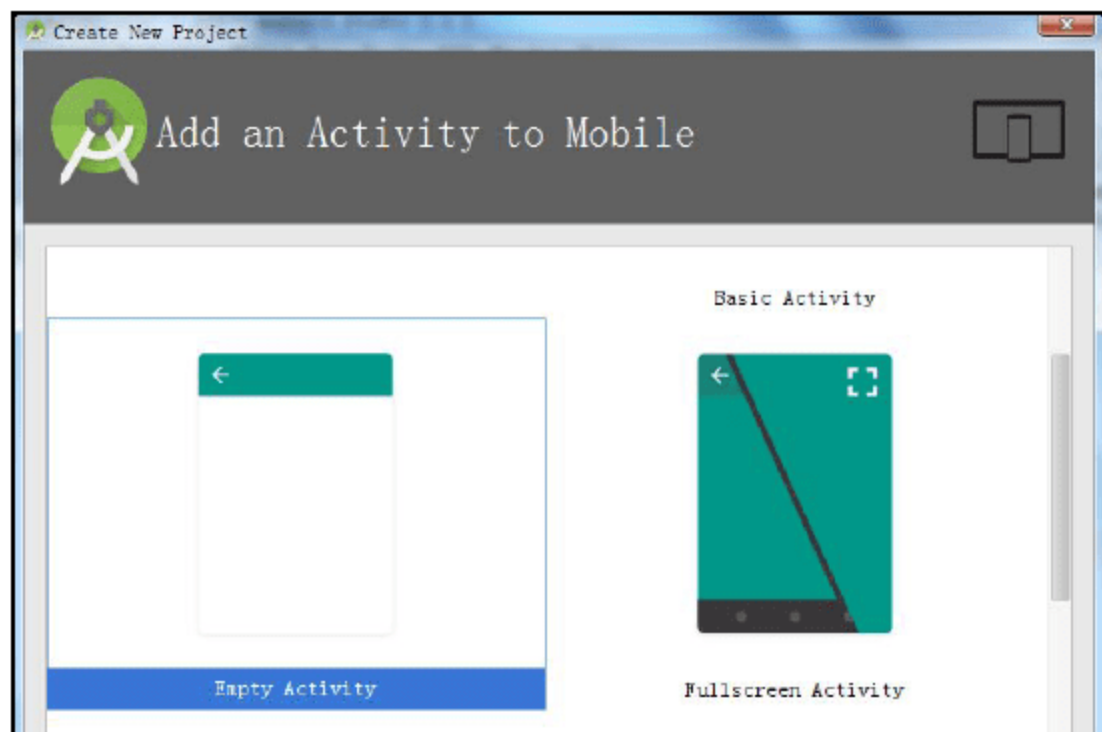 Create New Project
Add an Activity to Mobile
Basic Activity
Empty Activity
Fullscreen Activity